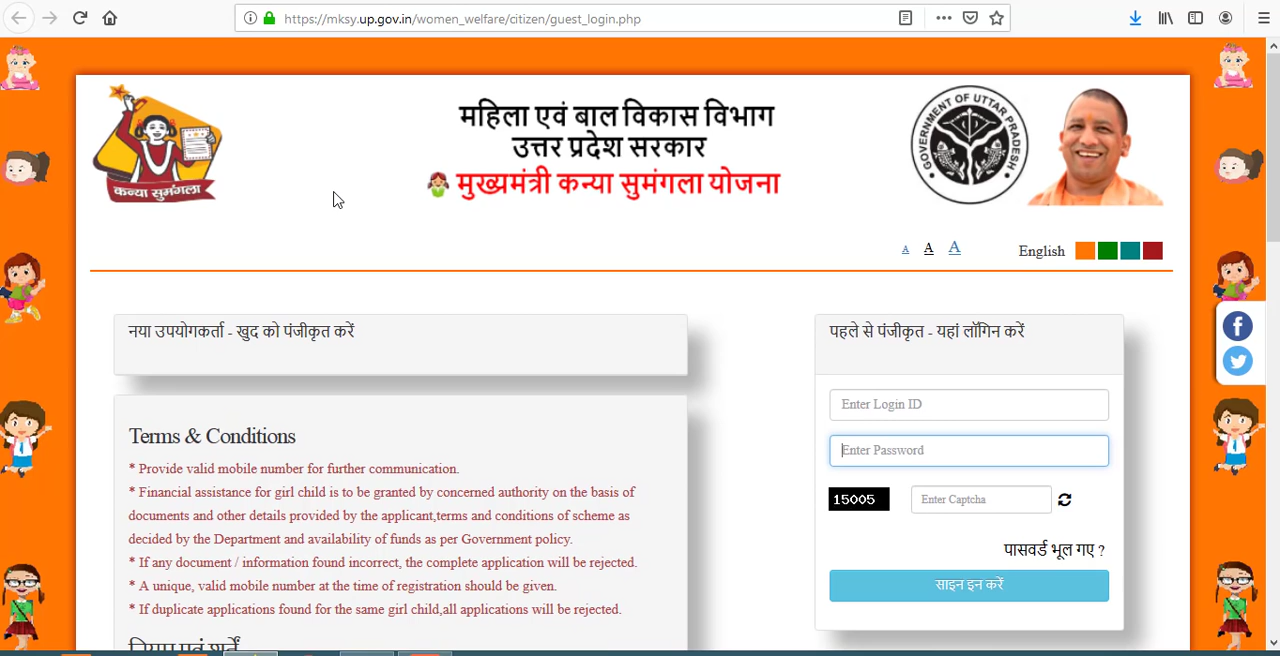 https://mksy.up.gov.in/women_welfare/citizen/guest_login.php
कन्या सुमंगला
महिला एवं बाल विकास विभाग
उत्तर प्रदेश सरकार
मुख्यमंत्री कन्या सुमंगला योजना
GOVERNMENT OF UTTAR PRADESH
A A A English
नया उपयोगकर्ता - खुद को पंजीकृत करें
Terms & Conditions
* Provide valid mobile number for further communication.
* Financial assistance for girl child is to be granted by concerned authority on the basis of
documents and other details provided by the applicant,terms and conditions of scheme as
decided by the Department and availability of funds as per Government policy.
* If any document / information found incorrect, the complete application will be rejected.
* A unique, valid mobile number at the time of registration should be given.
* If duplicate applications found for the same girl child,all applications will be rejected.
नियम एवं शर्तें
पहले से पंजीकृत - यहां लॉगिन करें
Enter Login ID
Enter Password
15005 Enter Captcha
पासवर्ड भूल गए ?
साइन इन करें